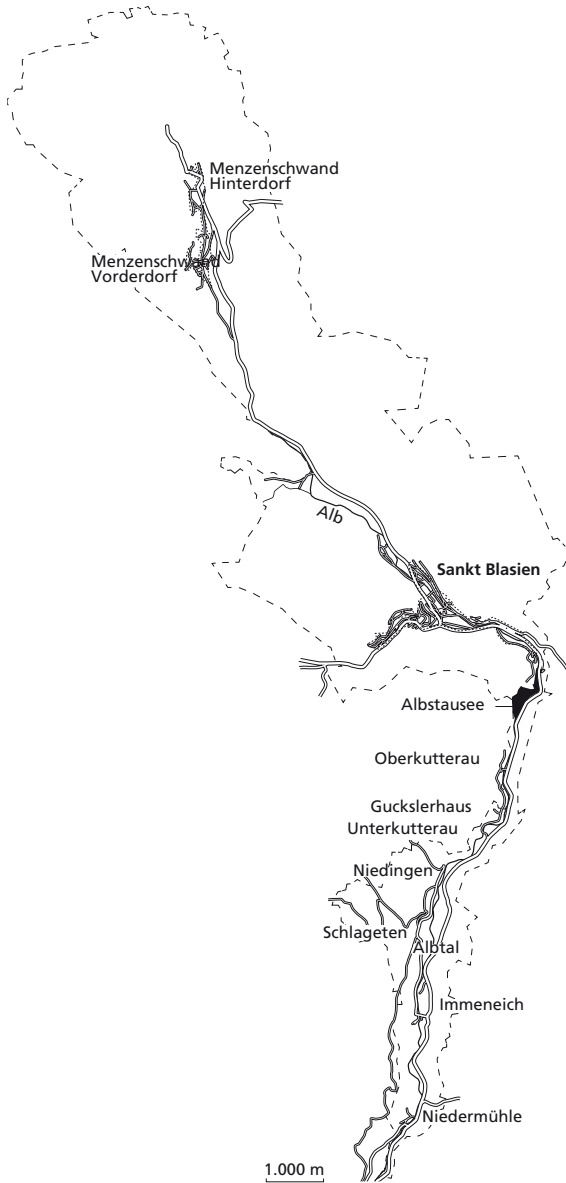 Menzenschwand
Hinterdorf
Menzenschwand
Vorderdorf
Alb
Sankt Blasien
Albstausee
Oberkutterau
Guckslerhaus
Unterkutterau
Niedingen
Schlageten
Albtal
Immeneich
Niedermühle
1.000 m